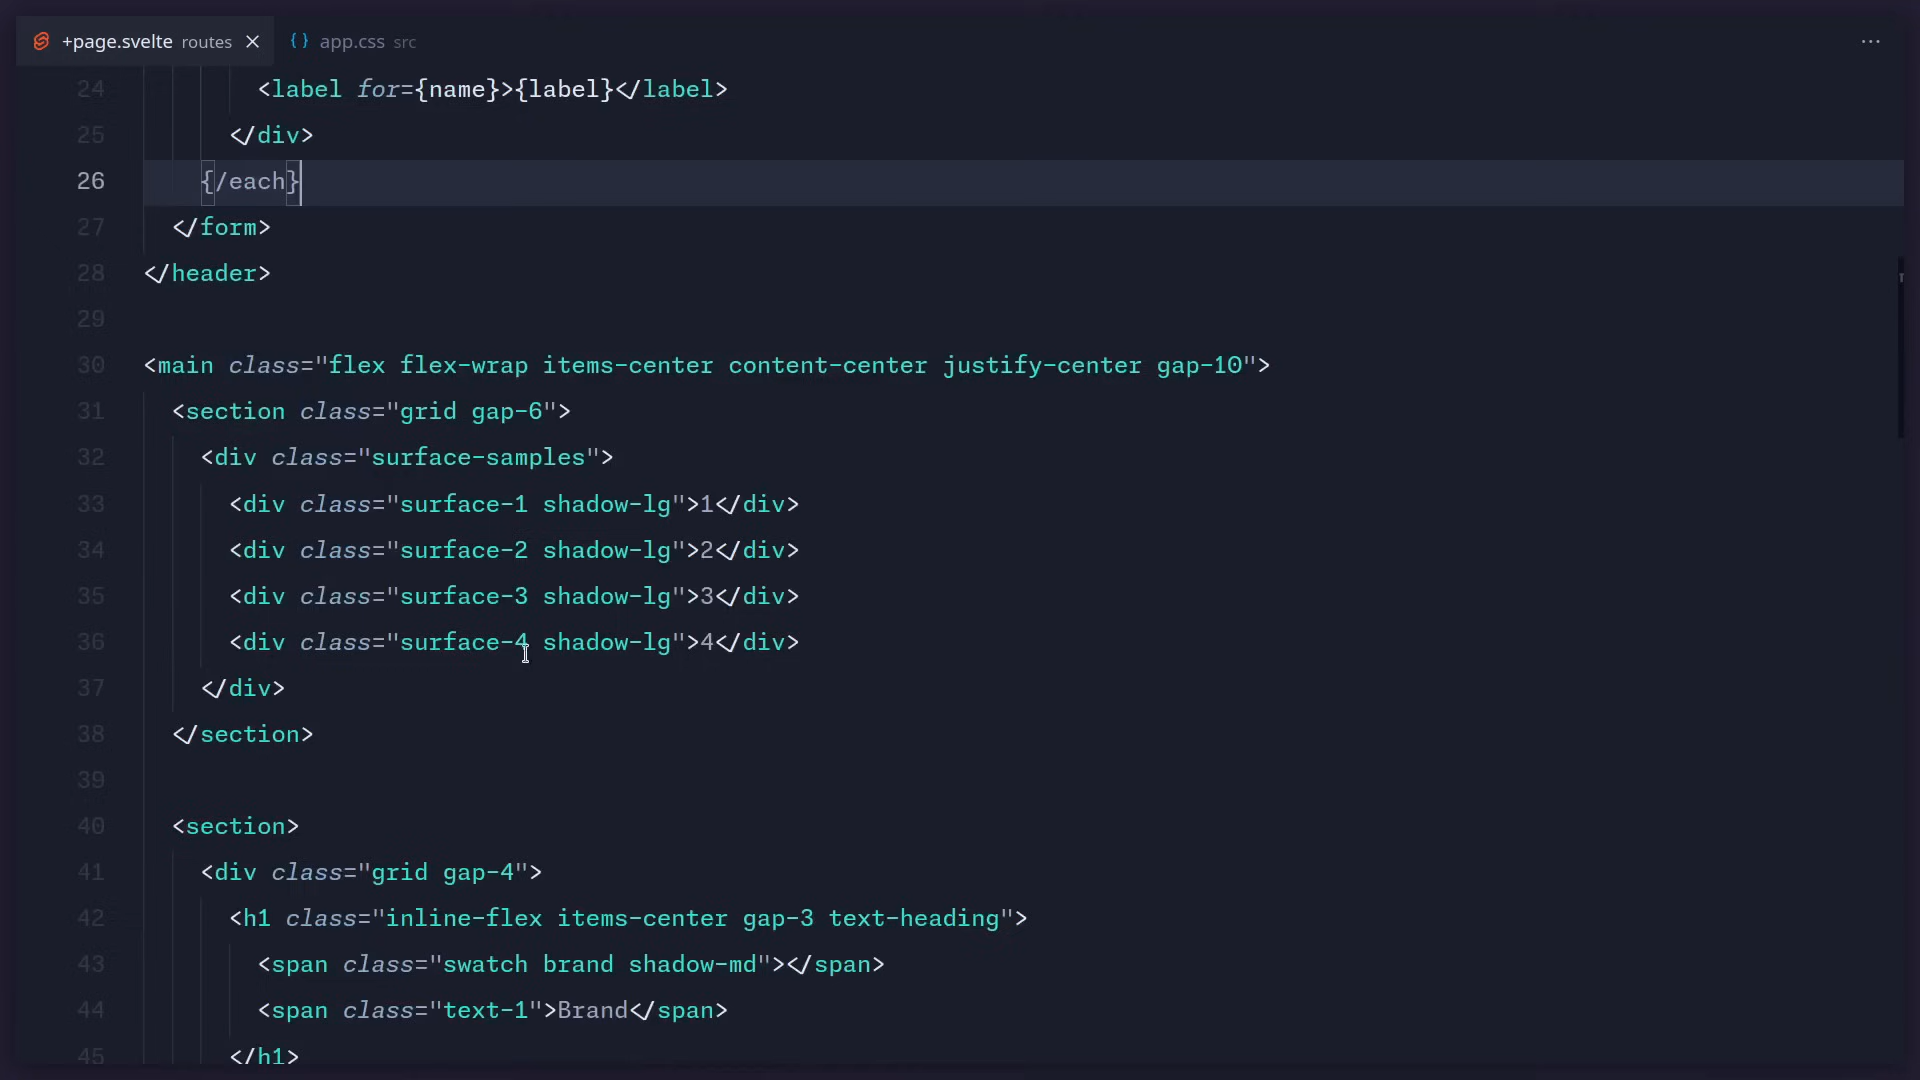 +page.svelte routes app.css src
24 <label for={name}>{label}</label>
25 </div>
26 {/each}
27 </form>
28 </header>
29
30 <main class="flex flex-wrap items-center content-center justify-center gap-10">
31 <section class="grid gap-6">
32 <div class="surface-samples">
33 <div class="surface-1 shadow-lg">1</div>
34 <div class="surface-2 shadow-lg">2</div>
35 <div class="surface-3 shadow-lg">3</div>
36 <div class="surface-4 shadow-lg">4</div>
37 </div>
38 </section>
39
40 <section>
41 <div class="grid gap-4">
42 <h1 class="inline-flex items-center gap-3 text-heading">
43 <span class="swatch brand shadow-md"></span>
44 <span class="text-1">Brand</span>
45 </h1>